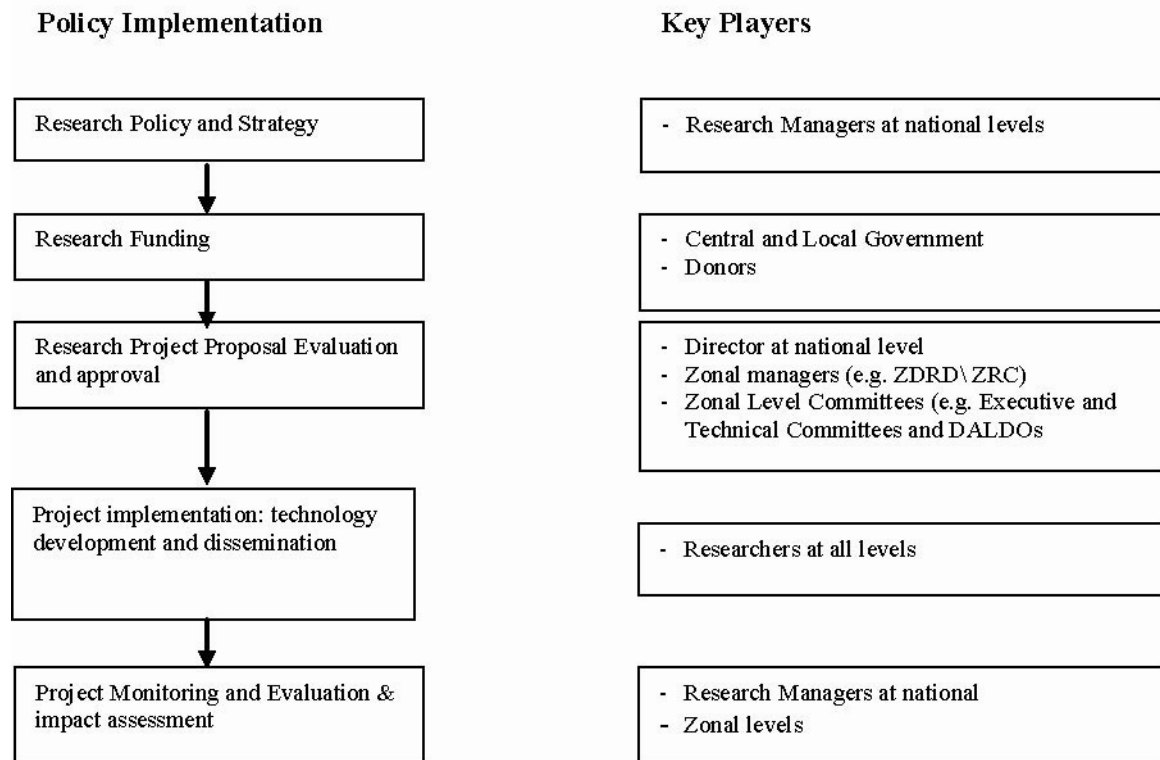 Policy Implementation
Key Players
Research Policy and Strategy
- Research Managers at national levels
Research Funding
- Central and Local Government
- Donors
Research Project Proposal Evaluation
and approval
- Director at national level
- Zonal managers (e.g. ZDRD\ ZRC)
- Zonal Level Committees (e.g. Executive and
Technical Committees and DALDOs
Project implementation: technology
development and dissemination
- Researchers at all levels
Project Monitoring and Evaluation &
impact assessment
- Research Managers at national
- Zonal levels